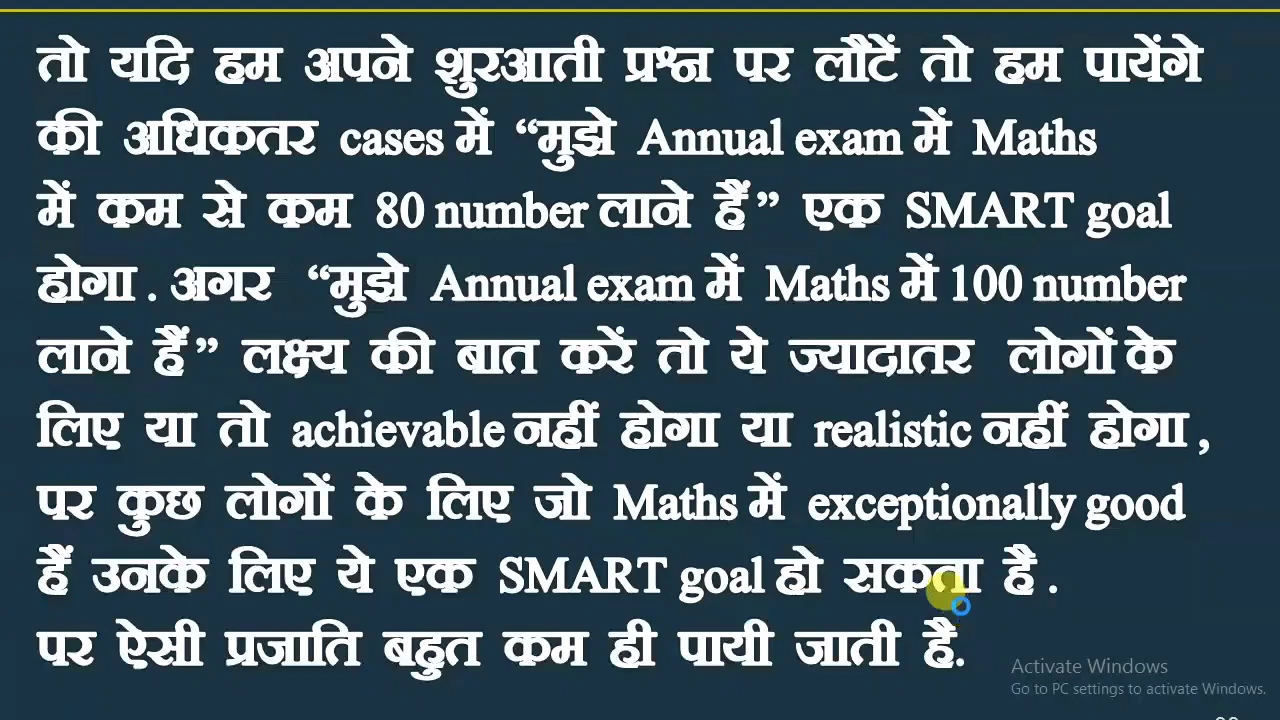 तो यदि हम अपने शुरआती प्रश्न पर लौटें तो हम पायेंगे
की अधिकतर cases में “मुझे Annual exam में Maths
में कम से कम 80 number लाने हैं” एक SMART goal
होगा . अगर “मुझे Annual exam में Maths में 100 number
लाने हैं” लक्ष्य की बात करें तो ये ज्यादातर लोगों के
लिए या तो achievable नहीं होगा या realistic नहीं होगा ,
पर कुछ लोगों के लिए जो Maths में exceptionally good
हैं उनके लिए ये एक SMART goal हो सकता है .
पर ऐसी प्रजाति बहुत कम ही पायी जाती है.
Activate Windows
Go to PC settings to activate Windows.